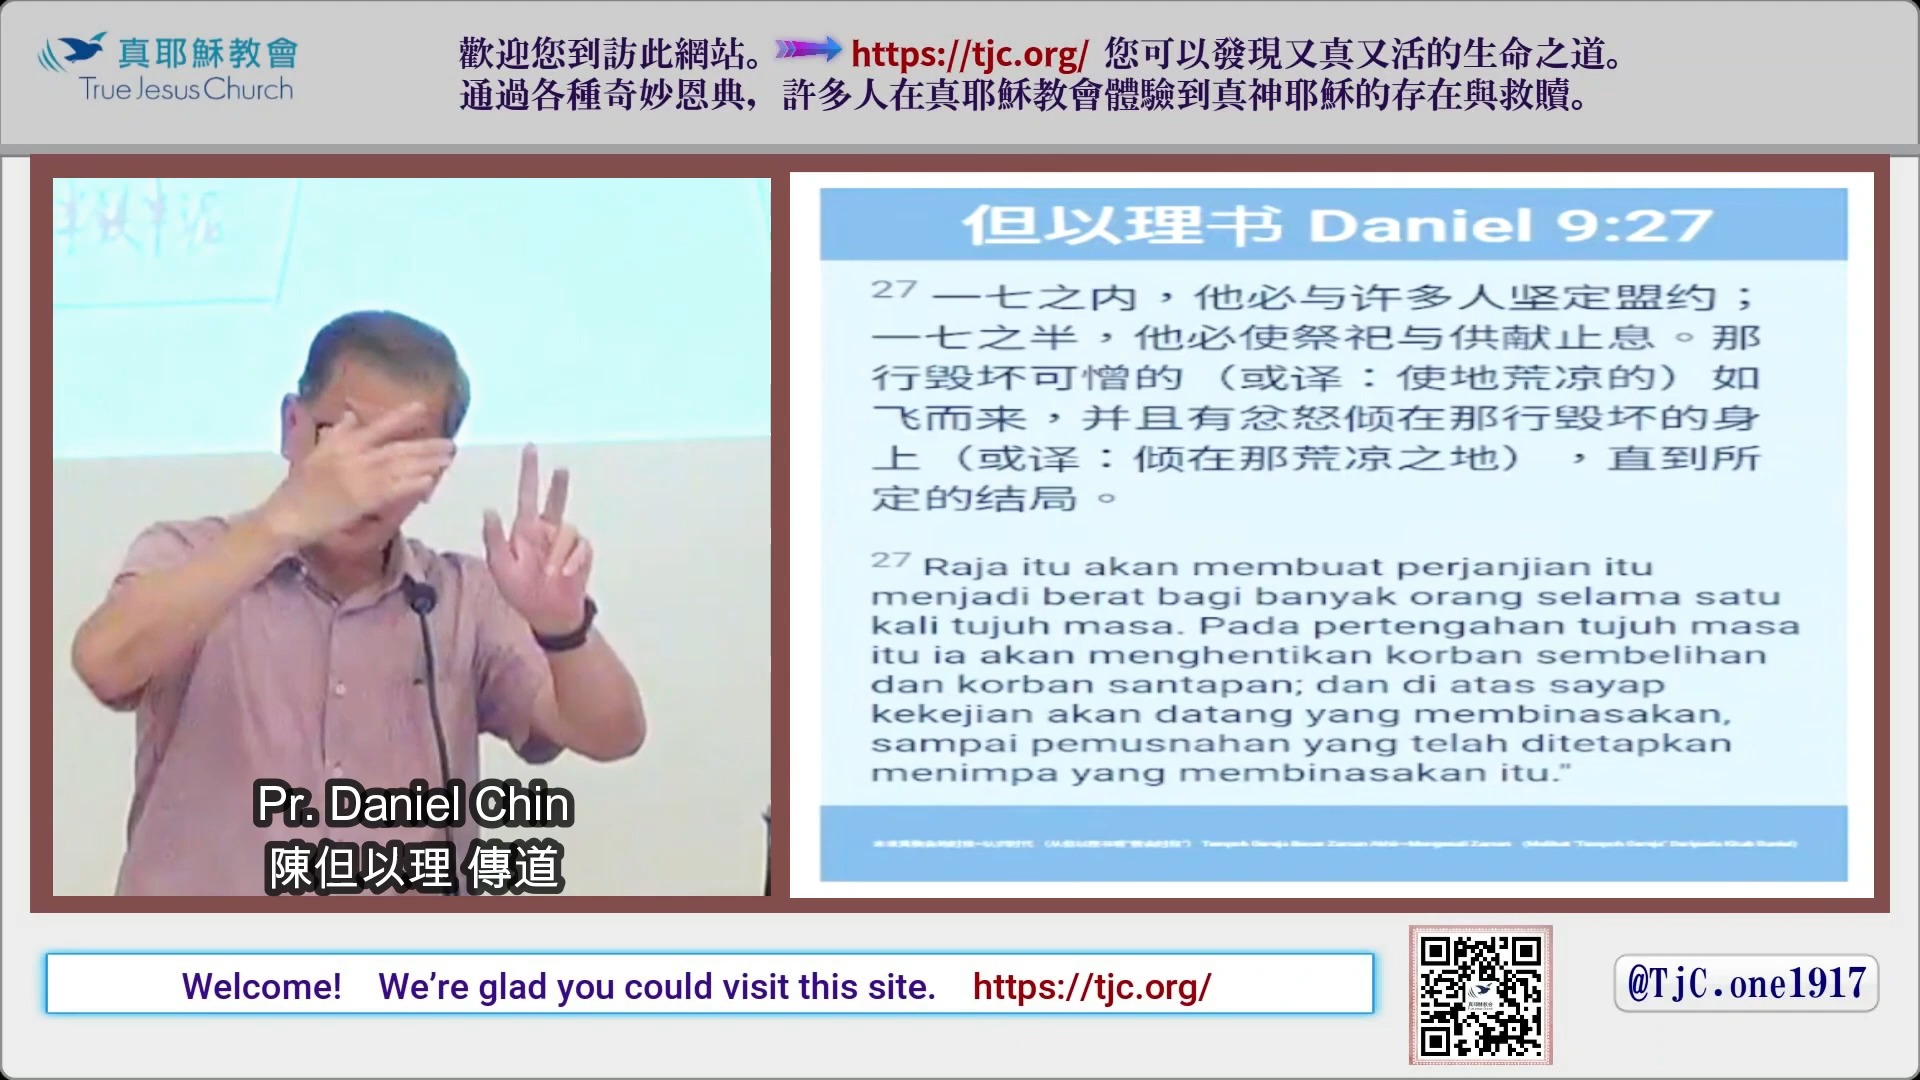 真耶穌教會
True Jesus Church
歡迎您到訪此網站。 https://tjc.org/ 您可以發現又真又活的生命之道。
通過各種奇妙恩典，許多人在真耶穌教會體驗到真神耶穌的存在與救贖。
Pr. Daniel Chin
陳但以理 傳道
但以理书 Daniel 9:27
27 一七之内，他必与许多人坚定盟约；
一七之半，他必使祭祀与供献止息。那
行毁坏可憎的（或译：使地荒凉的）如
飞而来，并且有忿怒倾在那行毁坏的身
上（或译：倾在那荒凉之地），直到所
定的结局。
27 Raja itu akan membuat perjanjian itu
menjadi berat bagi banyak orang selama satu
kali tujuh masa. Pada pertengahan tujuh masa
itu ia akan menghentikan korban sembelihan
dan korban santapan; dan di atas sayap
kekejian akan datang yang membinasakan,
sampai pemusnahan yang telah ditetapkan
menimpa yang membinasakan itu."
Welcome! We're glad you could visit this site. https://tjc.org/
@TjC.one1917